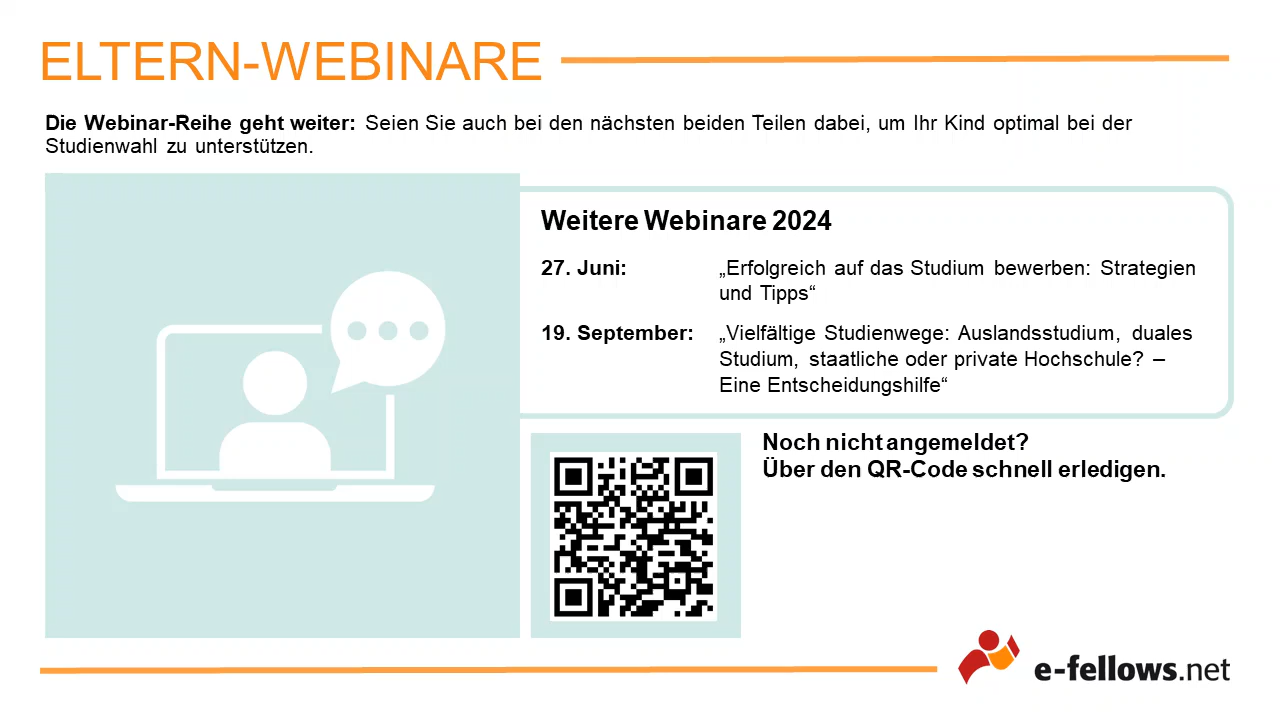 ELTERN-WEBINARE
Die Webinar-Reihe geht weiter: Seien Sie auch bei den nächsten beiden Teilen dabei, um Ihr Kind optimal bei der
Studienwahl zu unterstützen.
Weitere Webinare 2024
27. Juni: „Erfolgreich auf das Studium bewerben: Strategien
und Tipps“
19. September: „Vielfältige Studienwege: Auslandsstudium, duales
Studium, staatliche oder private Hochschule? –
Eine Entscheidungshilfe“
Noch nicht angemeldet?
Über den QR-Code schnell erledigen.
e-fellows.net